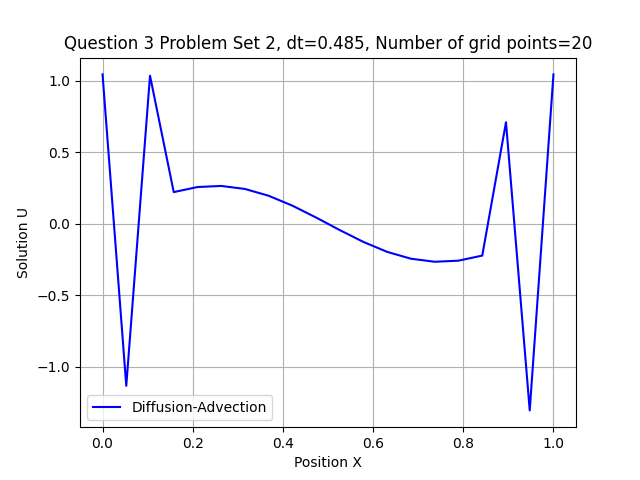 Question 3 Problem Set 2, dt=0.485, Number of grid points=20
1.0
0.5
0.0
−0.5
−1.0
Solution U
Diffusion-Advection
0.0 0.2 0.4 0.6 0.8 1.0
Position X